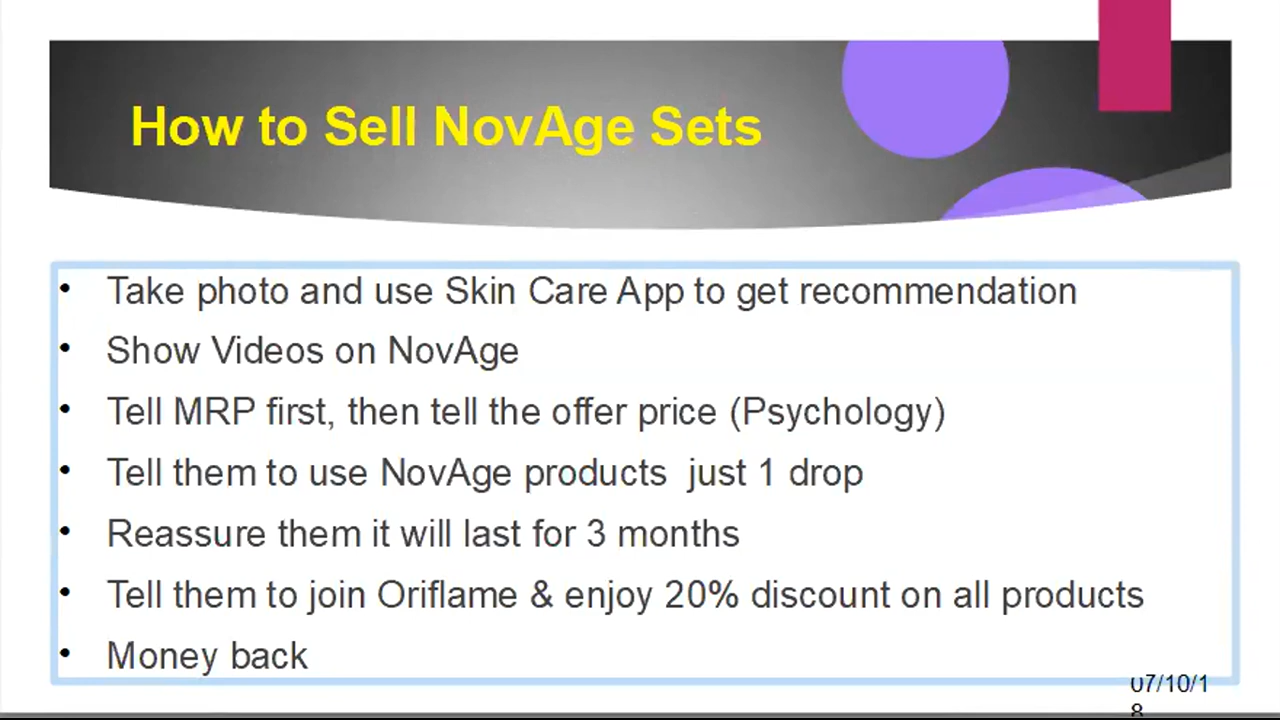 How to Sell NovAge Sets
• Take photo and use Skin Care App to get recommendation
• Show Videos on NovAge
• Tell MRP first, then tell the offer price (Psychology)
• Tell them to use NovAge products  just 1 drop
• Reassure them it will last for 3 months
• Tell them to join Oriflame & enjoy 20% discount on all products
• Money back
07/10/1
8